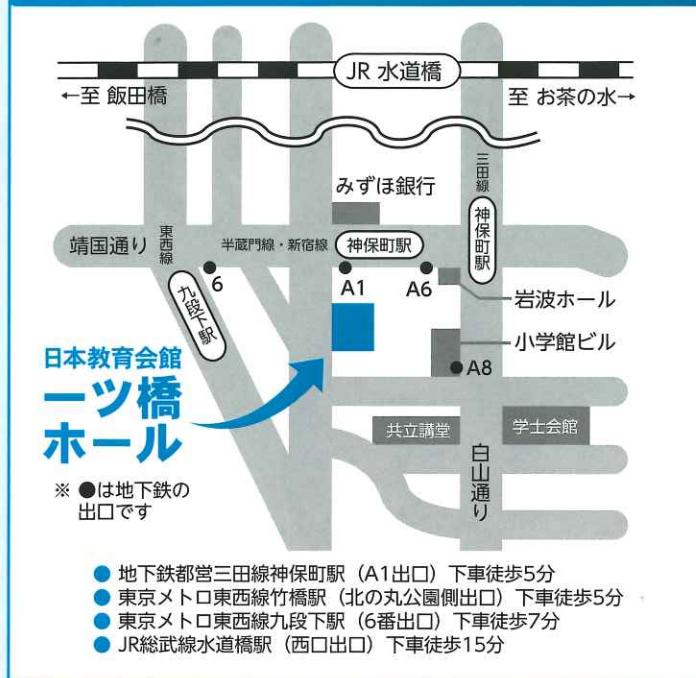 JR 水道橋
←至 飯田橋
至 お茶の水→
三田線
みずほ銀行
靖国通り
東西線
半蔵門線・新宿線
神保町駅
神保町駅
6
A1
A6
九段下駅
岩波ホール
小学館ビル
A8
日本教育会館
一ツ橋
ホール
共立講堂
学士会館
白山通り
※ ●は地下鉄の
出口です
● 地下鉄都営三田線神保町駅（A1出口）下車徒歩5分
● 東京メトロ東西線竹橋駅（北の丸公園側出口）下車徒歩5分
● 東京メトロ東西線九段下駅（6番出口）下車徒歩7分
● JR総武線水道橋駅（西口出口）下車徒歩15分